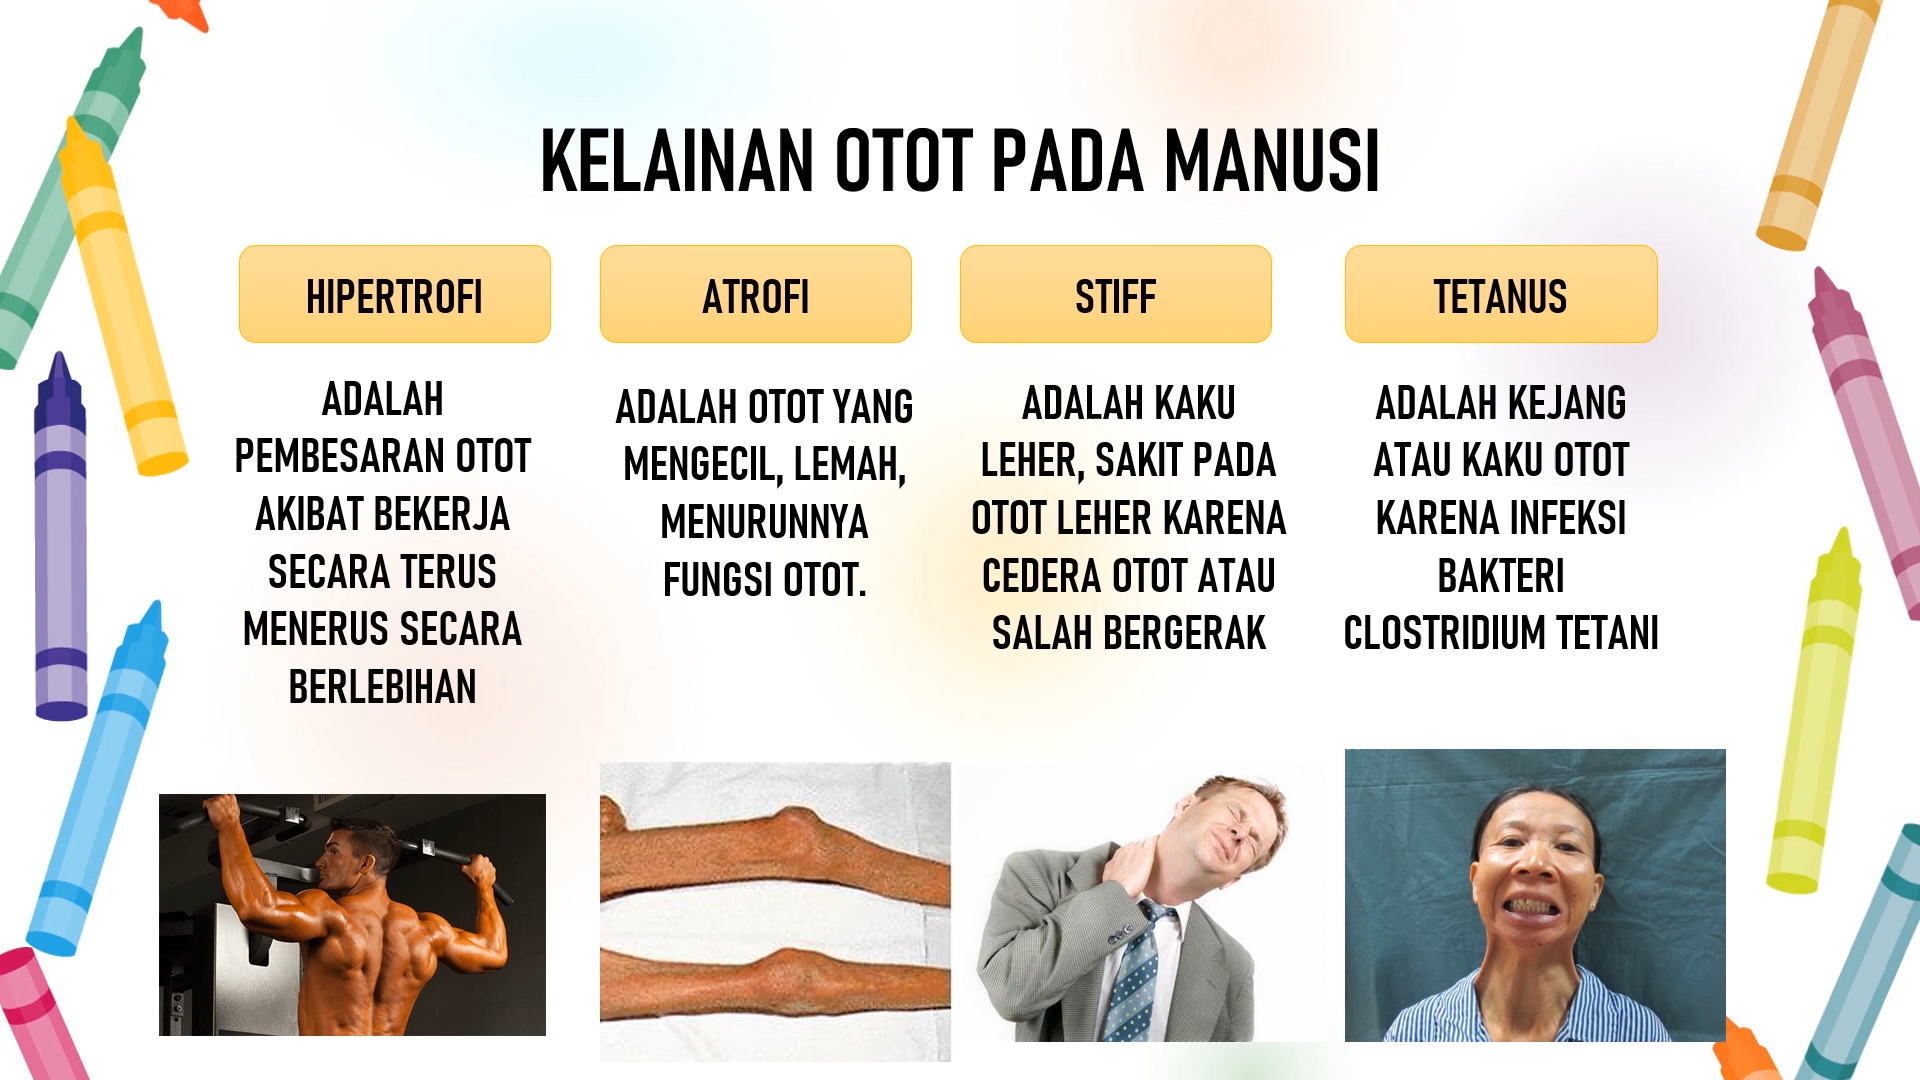 KELAINAN OTOT PADA MANUSI
HIPERTROFI
ADALAH
PEMBESARAN OTOT
AKIBAT BEKERJA
SECARA TERUS
MENERUS SECARA
BERLEBIHAN
ATROFI
ADALAH OTOT YANG
MENGECIL, LEMAH,
MENURUNNYA
FUNGSI OTOT.
STIFF
ADALAH KAKU
LEHER, SAKIT PADA
OTOT LEHER KARENA
CEDERA OTOT ATAU
SALAH BERGERAK
TETANUS
ADALAH KEJANG
ATAU KAKU OTOT
KARENA INFEKSI
BAKTERI
CLOSTRIDIUM TETANI